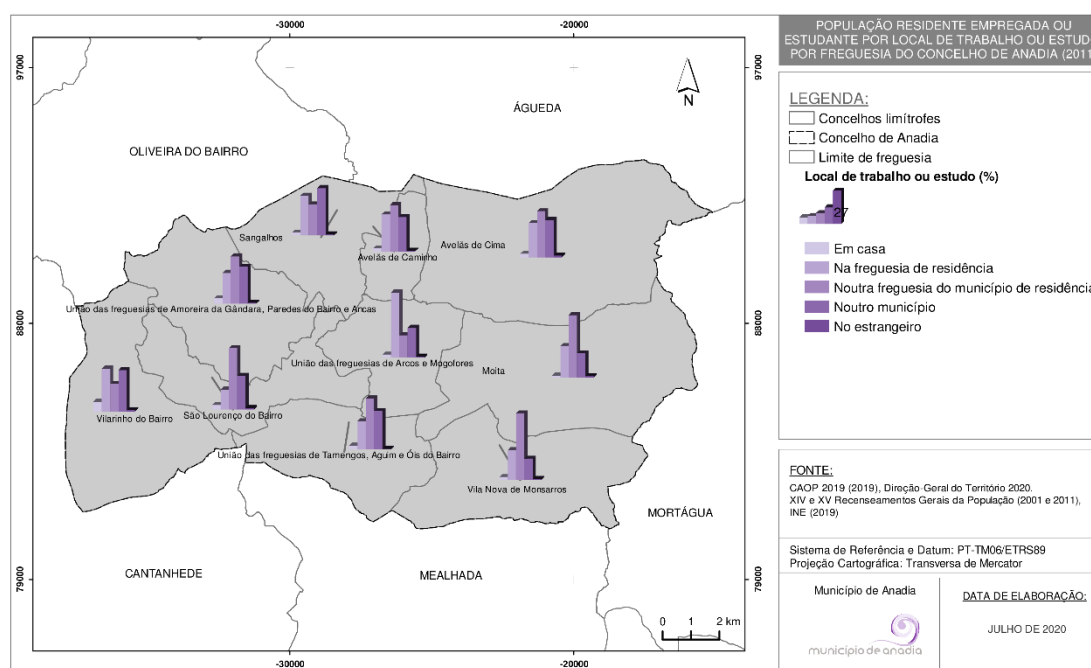 -30000
-20000
97000
97000
ÁGUEDA
N
OLIVEIRA DO BAIRRO
Sangalhos
Avelãs de Caminho
Avelãs de Cima
União das freguesias de Amoreira da Gândara, Paredes do Bairro e Ancas
88000
88000
União das freguesias de Arcos e Mogofores
Moita
Vilarinho do Bairro
São Lourenço do Bairro
União das freguesias de Tamengos, Aguim e Óis do Bairro
Vila Nova de Monsarros
MORTÁGUA
CANTANHEDE
MEALHADA
79000
79000
0 1 2 km
-30000
-20000
POPULAÇÃO RESIDENTE EMPREGADA OU
ESTUDANTE POR LOCAL DE TRABALHO OU ESTUD
POR FREGUESIA DO CONCELHO DE ANADIA (2011
LEGENDA:
Concelhos limítrofes
Concelho de Anadia
Limite de freguesia
Local de trabalho ou estudo (%)
27
Em casa
Na freguesia de residência
Noutra freguesia do município de residência
Noutro município
No estrangeiro
FONTE:
CAOP 2019 (2019), Direção-Geral do Território 2020.
XIV e XV Recenseamentos Gerais da População (2001 e 2011),
INE (2019)
Sistema de Referência e Datum: PT-TM06/ETRS89
Projeção Cartográfica: Transversa de Mercator
Município de Anadia
município de anadia
DATA DE ELABORAÇÃO:
JULHO DE 2020